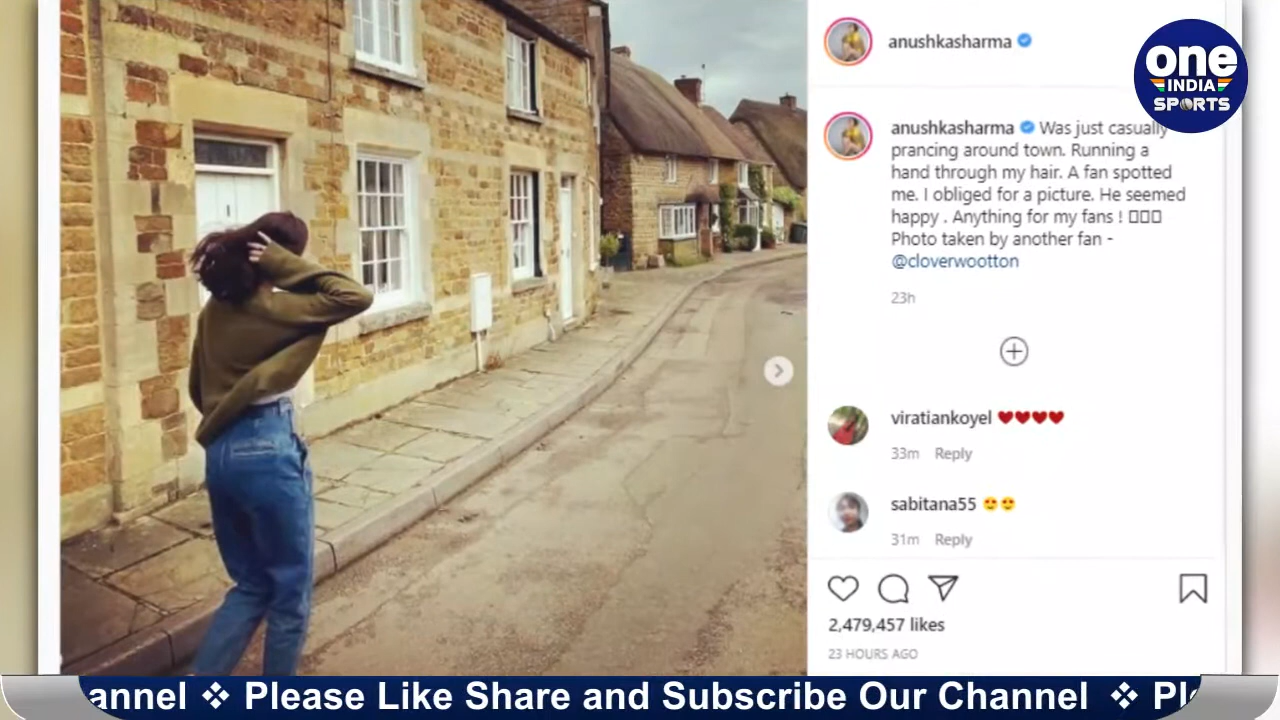 anushkasharma
one
INDIA
SPORTS
anushkasharma Was just casually
prancing around town. Running a
hand through my hair. A fan spotted
me. I obliged for a picture. He seemed
happy . Anything for my fans ! □□□
Photo taken by another fan -
@cloverwootton
23h
viratiankoyel ❤❤❤❤
33m Reply
sabitana55 😍😍
31m Reply
2,479,457 likes
23 HOURS AGO
annel ❖ Please Like Share and Subscribe Our Channel ❖ Pl